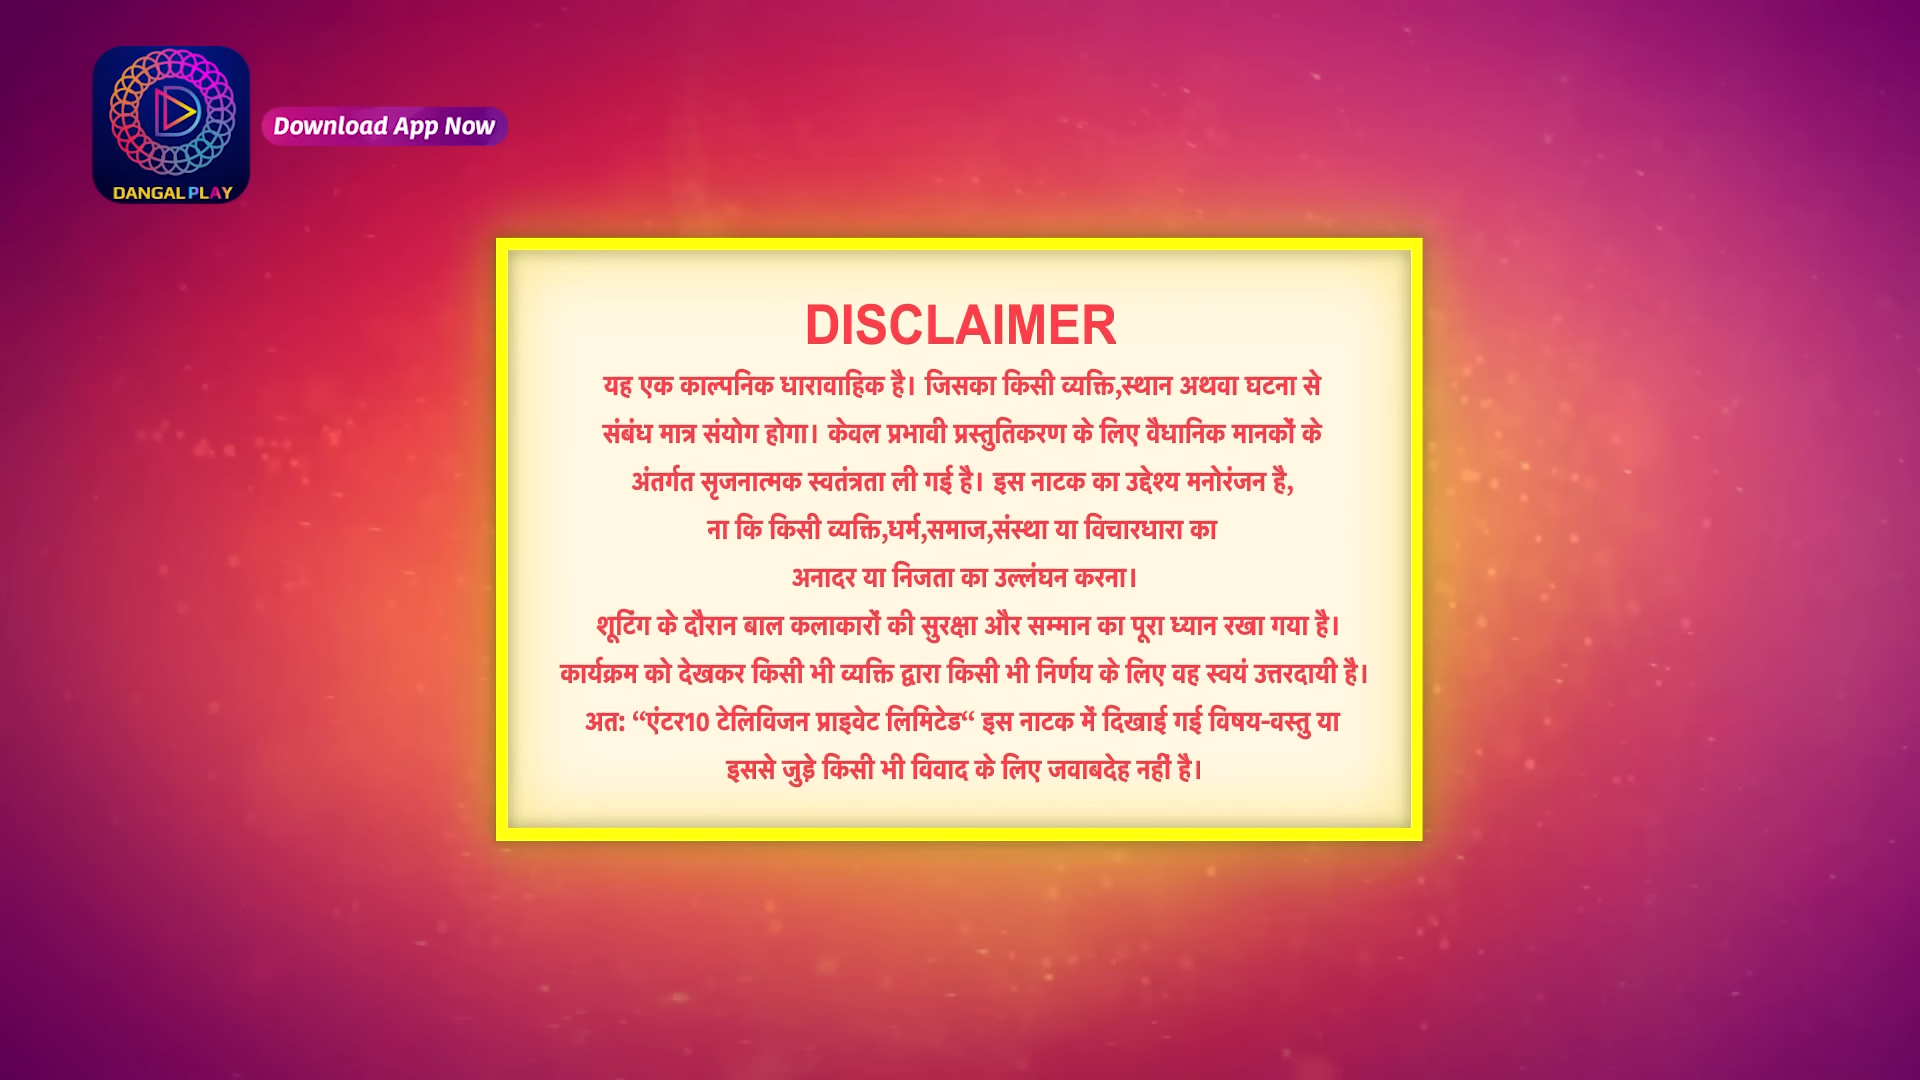 DANGAL PLAY
Download App Now
DISCLAIMER
यह एक काल्पनिक धारावाहिक है। जिसका किसी व्यक्ति,स्थान अथवा घटना से
संबंध मात्र संयोग होगा। केवल प्रभावी प्रस्तुतिकरण के लिए वैधानिक मानकों के
अंतर्गत सृजनात्मक स्वतंत्रता ली गई है। इस नाटक का उद्देश्य मनोरंजन है,
ना कि किसी व्यक्ति,धर्म,समाज,संस्था या विचारधारा का
अनादर या निजता का उल्लंघन करना।
शूटिंग के दौरान बाल कलाकारों की सुरक्षा और सम्मान का पूरा ध्यान रखा गया है।
कार्यक्रम को देखकर किसी भी व्यक्ति द्वारा किसी भी निर्णय के लिए वह स्वयं उत्तरदायी है।
अत: “एंटर10 टेलिविजन प्राइवेट लिमिटेड“ इस नाटक में दिखाई गई विषय-वस्तु या
इससे जुड़े किसी भी विवाद के लिए जवाबदेह नहीं है।